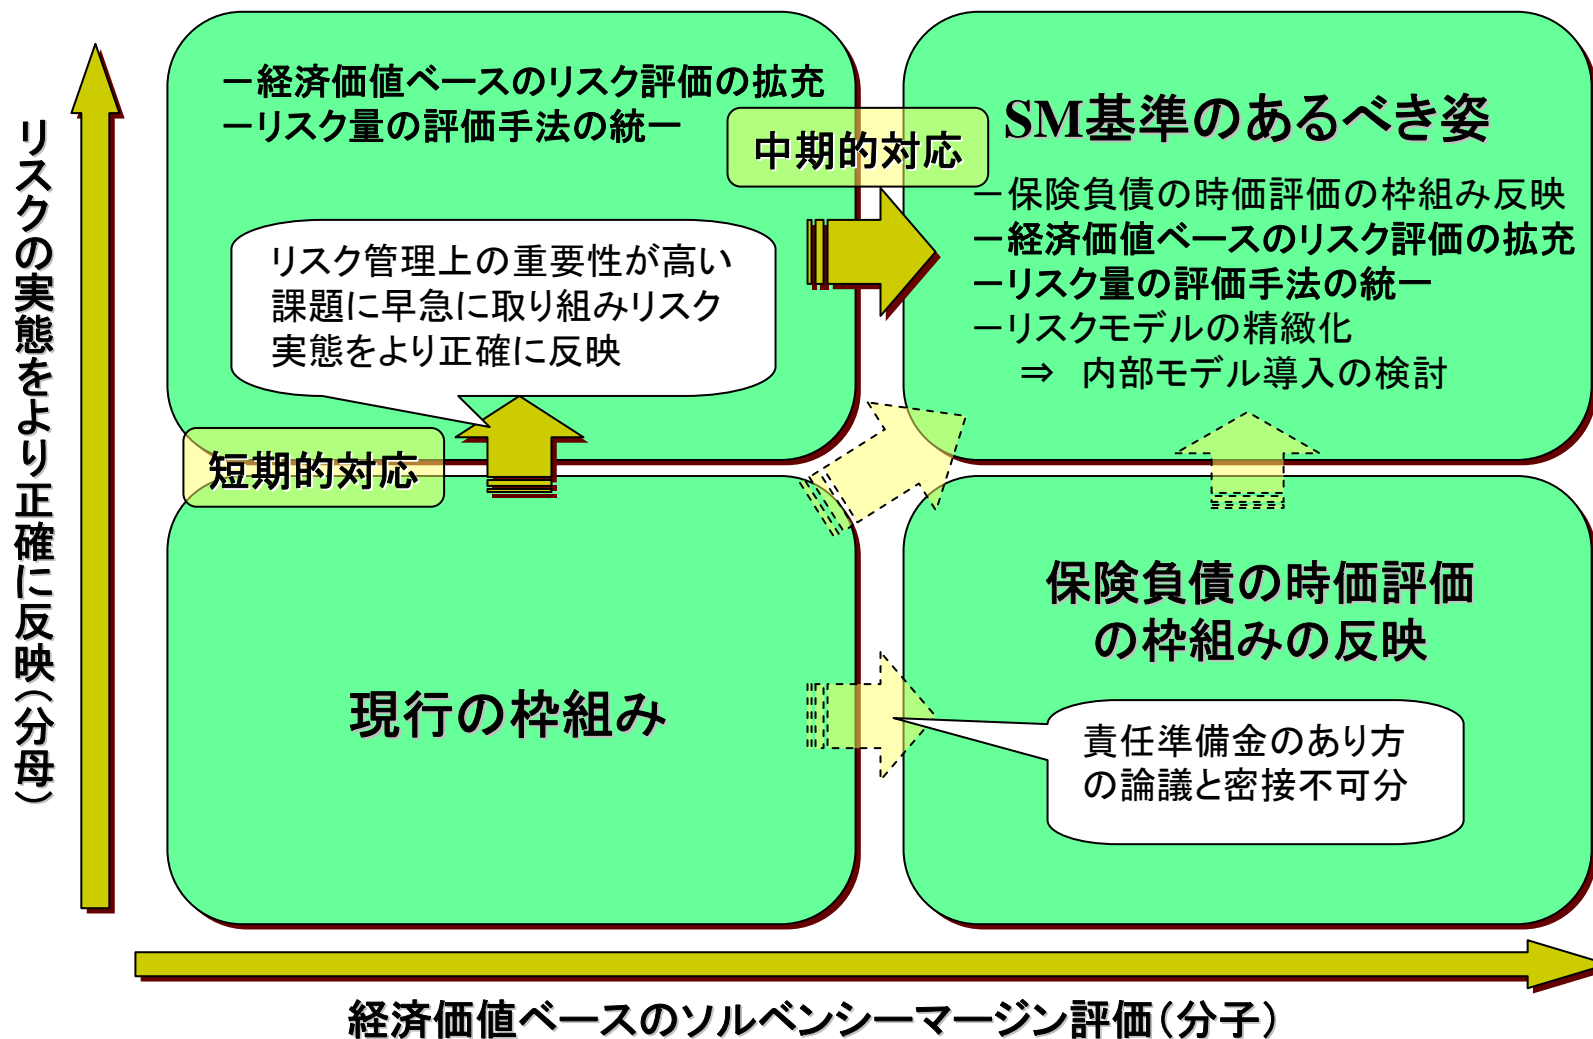 リスクの実態をより正確に反映（分母）
－経済価値ベースのリスク評価の拡充
－リスク量の評価手法の統一
中期的対応
リスク管理上の重要性が高い
課題に早急に取り組みリスク
実態をより正確に反映
短期的対応
SM基準のあるべき姿
－保険負債の時価評価の枠組み反映
－経済価値ベースのリスク評価の拡充
－リスク量の評価手法の統一
－リスクモデルの精緻化
⇒　内部モデル導入の検討
現行の枠組み
保険負債の時価評価
の枠組みの反映
責任準備金のあり方
の論議と密接不可分
経済価値ベースのソルベンシーマージン評価（分子）